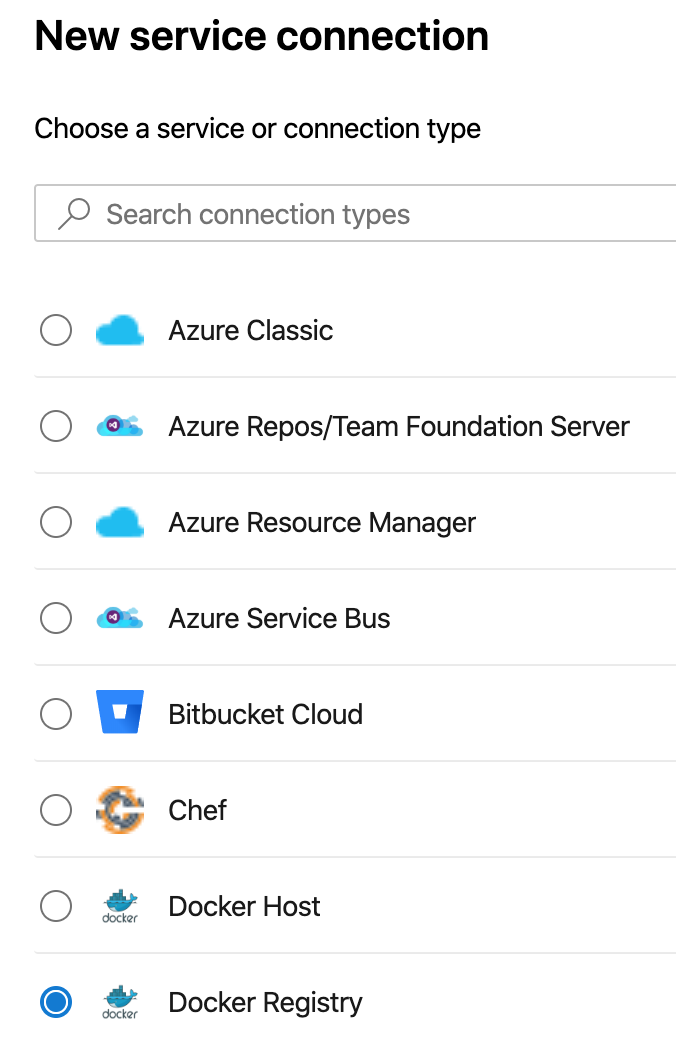 New service connection
Choose a service or connection type
Search connection types
Azure Classic
Azure Repos/Team Foundation Server
Azure Resource Manager
Azure Service Bus
Bitbucket Cloud
Chef
docker Docker Host
docker Docker Registry